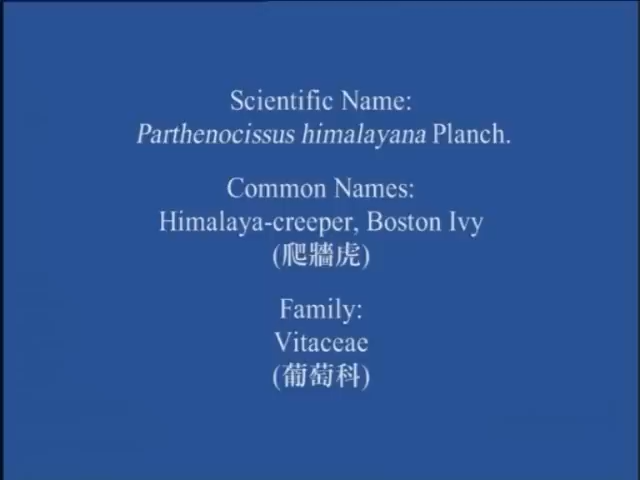 Scientific Name:
Parthenocissus himalayana Planch.
Common Names:
Himalaya-creeper, Boston Ivy
(爬牆虎)
Family:
Vitaceae
(葡萄科)